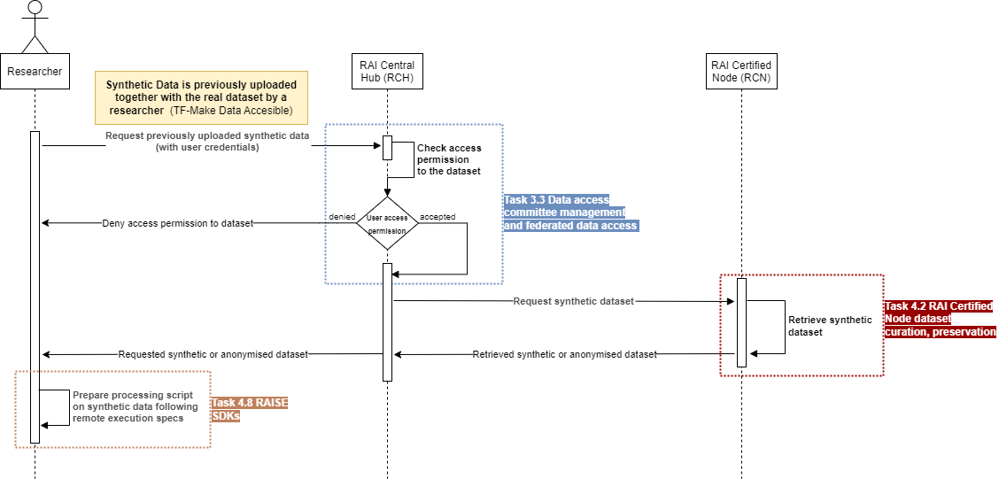 Researcher
RAI Central
Hub (RCH)
RAI Certified
Node (RCN)
Synthetic Data is previously uploaded
together with the real dataset by a
researcher (TF-Make Data Accesible)
Request previously uploaded synthetic data
(with user credentials)
Check access
permission
to the dataset
Task 3.3 Data access
committee management
and federated data access
denied
User access
permission
accepted
Deny access permission to dataset
Request synthetic dataset
Retrieve synthetic
dataset
Task 4.2 RAI Certified
Node dataset
curation, preservation
Requested synthetic or anonymised dataset
Retrieved synthetic or anonymised dataset
Prepare processing script
on synthetic data following
remote execution specs
Task 4.8 RAISE
SDKs